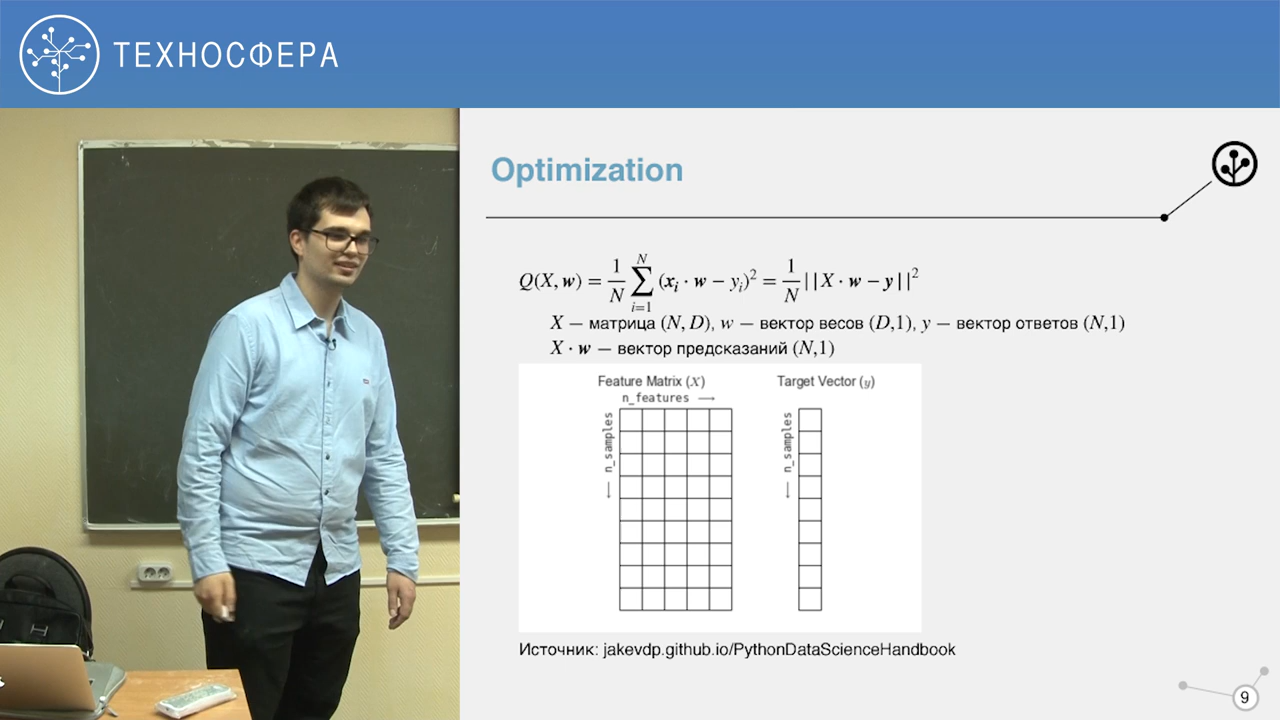 ТЕХНОСФЕРА
Optimization
Q(X, w) = 1/N ∑_{i=1}^{N} (x_i · w − y_i)² = 1/N ||X · w − y||²
X − матрица (N, D), w − вектор весов (D,1), y − вектор ответов (N,1)
X · w − вектор предсказаний (N,1)
Feature Matrix (X)
n_features ⟶
n_samples
⟵
Target Vector (y)
n_samples
⟵
Источник: jakevdp.github.io/PythonDataScienceHandbook
9